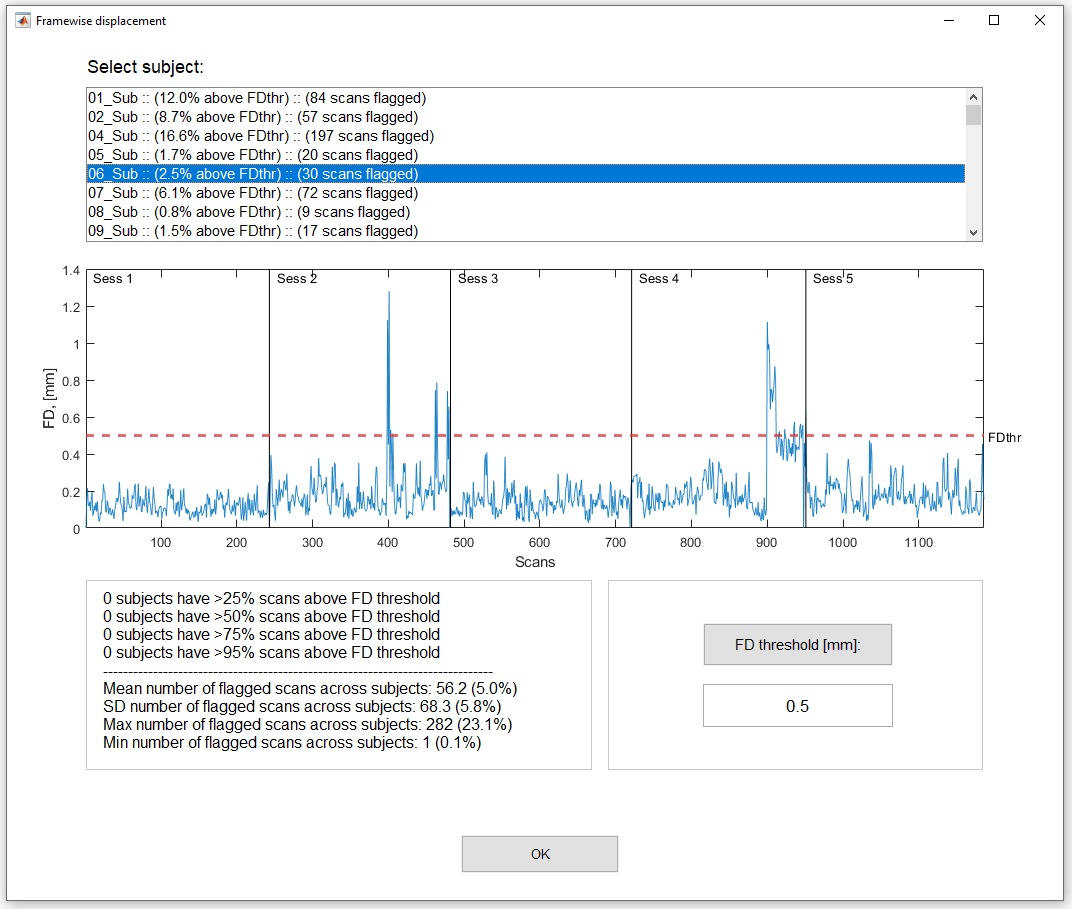 Framewise displacement
Select subject:
01_Sub :: (12.0% above FDthr) :: (84 scans flagged)
02_Sub :: (8.7% above FDthr) :: (57 scans flagged)
04_Sub :: (16.6% above FDthr) :: (197 scans flagged)
05_Sub :: (1.7% above FDthr) :: (20 scans flagged)
06_Sub :: (2.5% above FDthr) :: (30 scans flagged)
07_Sub :: (6.1% above FDthr) :: (72 scans flagged)
08_Sub :: (0.8% above FDthr) :: (9 scans flagged)
09_Sub :: (1.5% above FDthr) :: (17 scans flagged)
Sess 1 Sess 2 Sess 3 Sess 4 Sess 5
1.4
1.2
1
0.8
0.6
0.4
0.2
0
FD, [mm]
FDthr
100 200 300 400 500 600 700 800 900 1000 1100
Scans
0 subjects have >25% scans above FD threshold
0 subjects have >50% scans above FD threshold
0 subjects have >75% scans above FD threshold
0 subjects have >95% scans above FD threshold
--------------------------------------------------------------------------------
Mean number of flagged scans across subjects: 56.2 (5.0%)
SD number of flagged scans across subjects: 68.3 (5.8%)
Max number of flagged scans across subjects: 282 (23.1%)
Min number of flagged scans across subjects: 1 (0.1%)
FD threshold [mm]:
0.5
OK